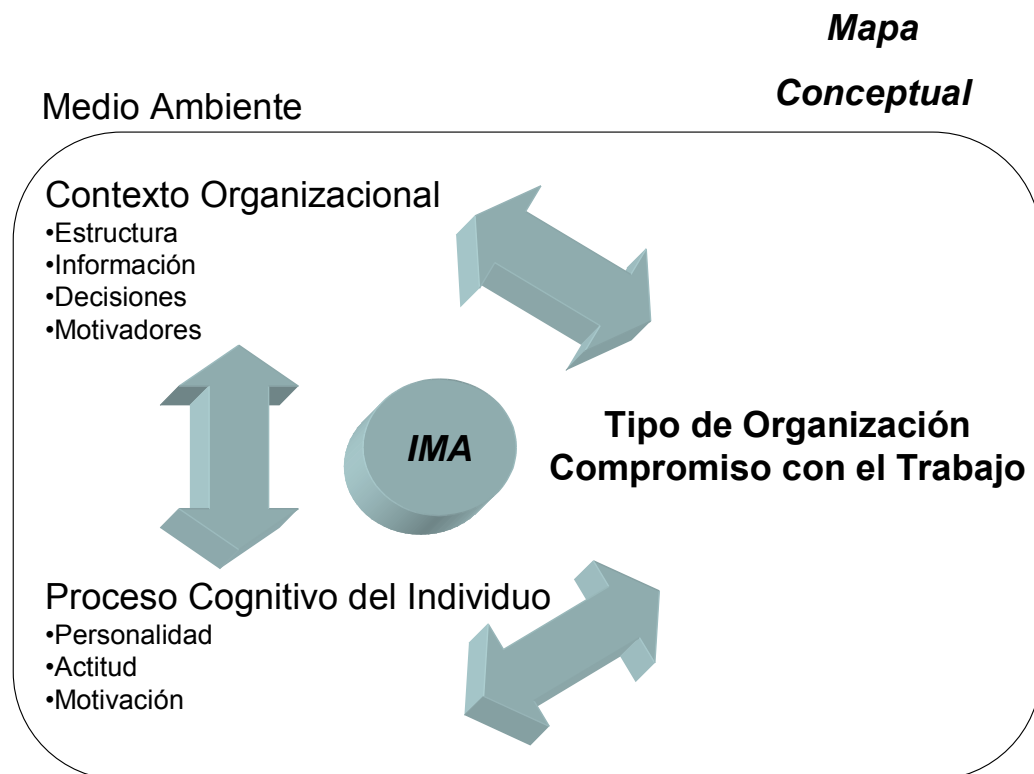 Mapa
Conceptual
Medio Ambiente
Contexto Organizacional
•Estructura
•Información
•Decisiones
•Motivadores
IMA
Tipo de Organización
Compromiso con el Trabajo
Proceso Cognitivo del Individuo
•Personalidad
•Actitud
•Motivación